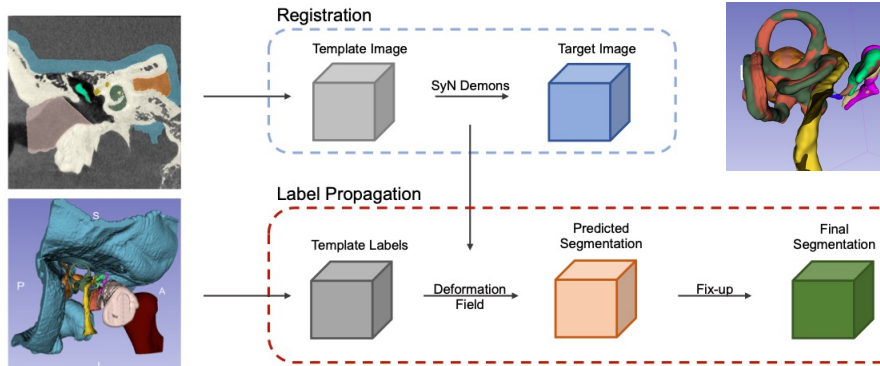 Registration
Template Image
Target Image
SyN Demons
Label Propagation
Template Labels
Deformation
Field
Predicted
Segmentation
Fix-up
Final
Segmentation
S
P
A